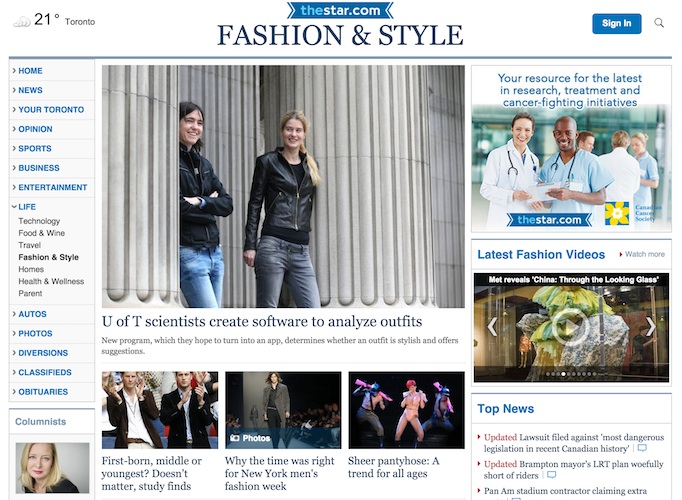 thestar.com
21° Toronto
FASHION & STYLE
Sign In
HOME
NEWS
YOUR TORONTO
OPINION
SPORTS
BUSINESS
ENTERTAINMENT
LIFE
Technology
Food & Wine
Travel
Fashion & Style
Homes
Health & Wellness
Parent
AUTOS
PHOTOS
DIVERSIONS
CLASSIFIEDS
OBITUARIES
Columnists
U of T scientists create software to analyze outfits
New program, which they hope to turn into an app, determines whether an outfit is stylish and offers
suggestions.
First-born, middle or
youngest? Doesn't
matter, study finds
Photos
Why the time was right
for New York men's
fashion week
Sheer pantyhose: A
trend for all ages
Your resource for the latest
in research, treatment and
cancer-fighting initiatives
thestar.com
Canadian
Cancer
Society
Latest Fashion Videos
Watch more
Met reveals 'China: Through the Looking Glass'
Top News
Updated Lawsuit filed against 'most dangerous
legislation in recent Canadian history'
Updated Brampton mayor's LRT plan woefully
short of riders
Pan Am stadium contractor claiming extra